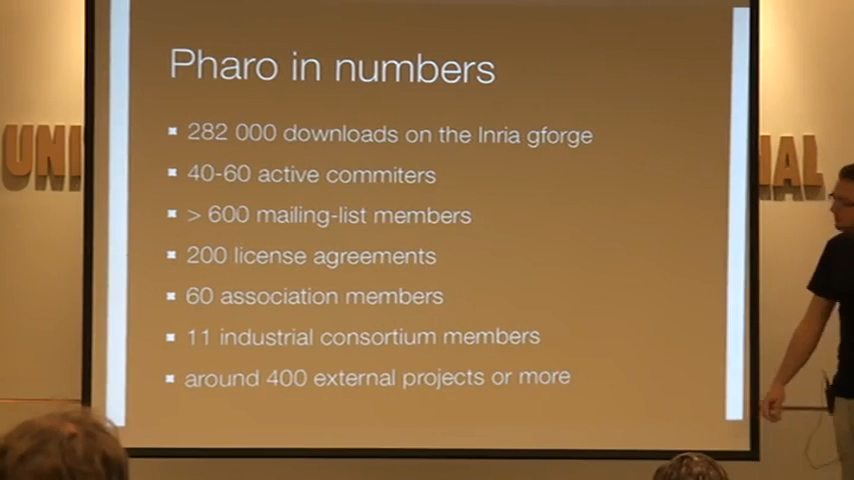 Pharo in numbers
282 000 downloads on the Inria gforge
40-60 active commiters
> 600 mailing-list members
200 license agreements
60 association members
11 industrial consortium members
around 400 external projects or more
UNI
NAL